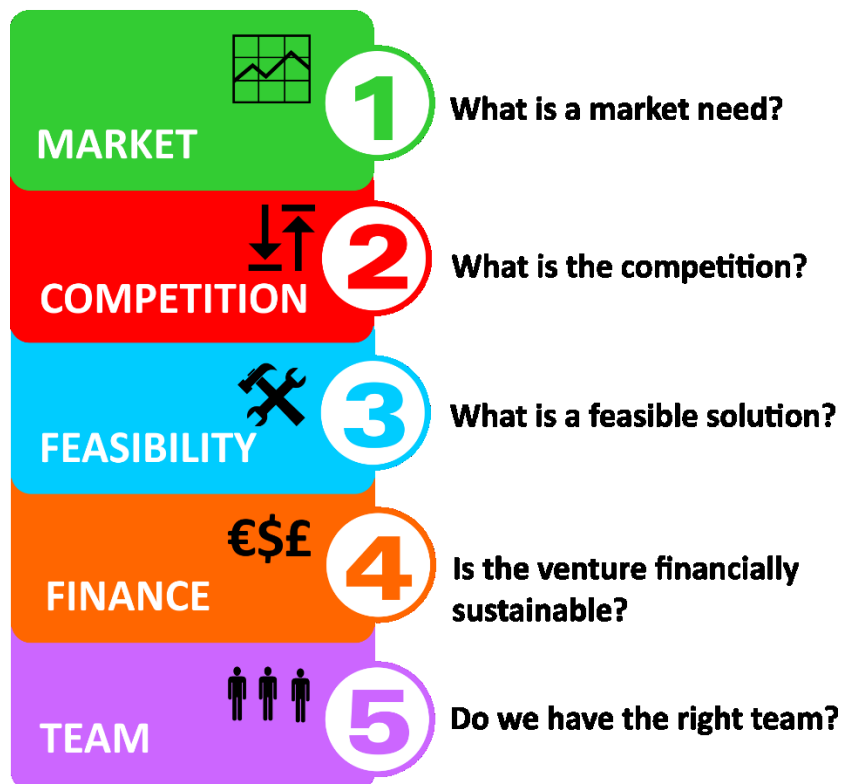 MARKET
1
What is a market need?
COMPETITION
2
What is the competition?
FEASIBILITY
3
What is a feasible solution?
€$£
FINANCE
4
Is the venture financially
sustainable?
TEAM
5
Do we have the right team?